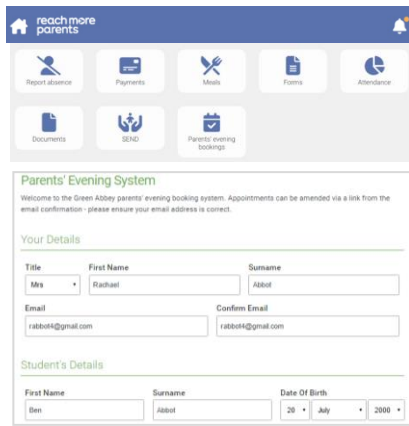 reach more
parents
Report absence
Payments
Meals
Forms
Attendance
Documents
SEND
Parents' evening
bookings
Parents' Evening System
Welcome to the Green Abbey parents' evening booking system. Appointments can be amended via a link from the
email confirmation - please ensure your email address is correct.
Your Details
Title First Name Surname
Mrs Rachael Abbot
Email Confirm Email
rabbot4@gmail.com rabbot4@gmail.com
Student's Details
First Name Surname Date Of Birth
Ben Abbot 20 July 2000